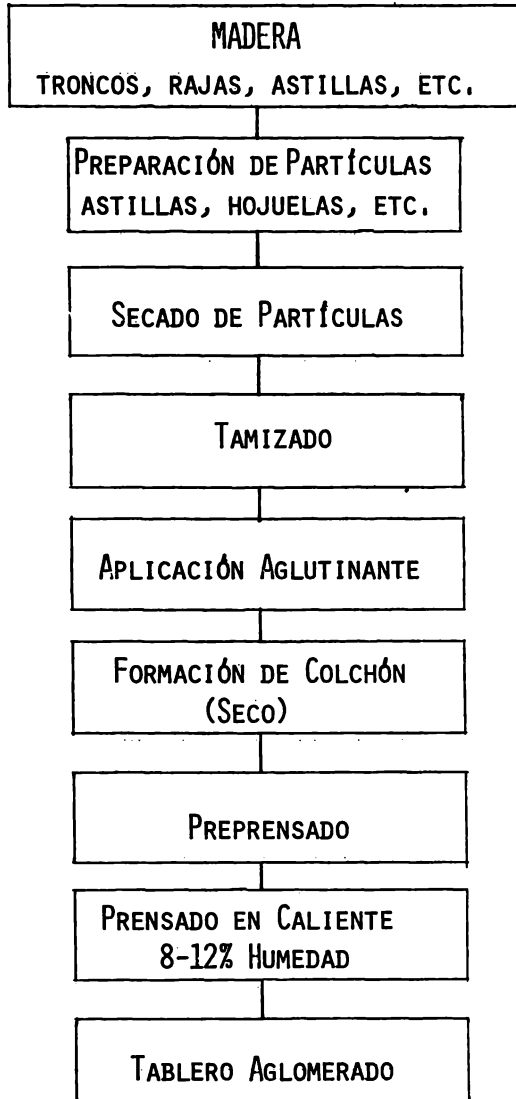 MADERA
TRONCOS, RAJAS, ASTILLAS, ETC.
PREPARACIÓN DE PARTÍCULAS
ASTILLAS, HOJUELAS, ETC.
SECADO DE PARTÍCULAS
TAMIZADO
APLICACIÓN AGLUTINANTE
FORMACIÓN DE COLCHÓN
(SECO)
PREPRENSADO
PRENSADO EN CALIENTE
8-12% HUMEDAD
TABLERO AGLOMERADO